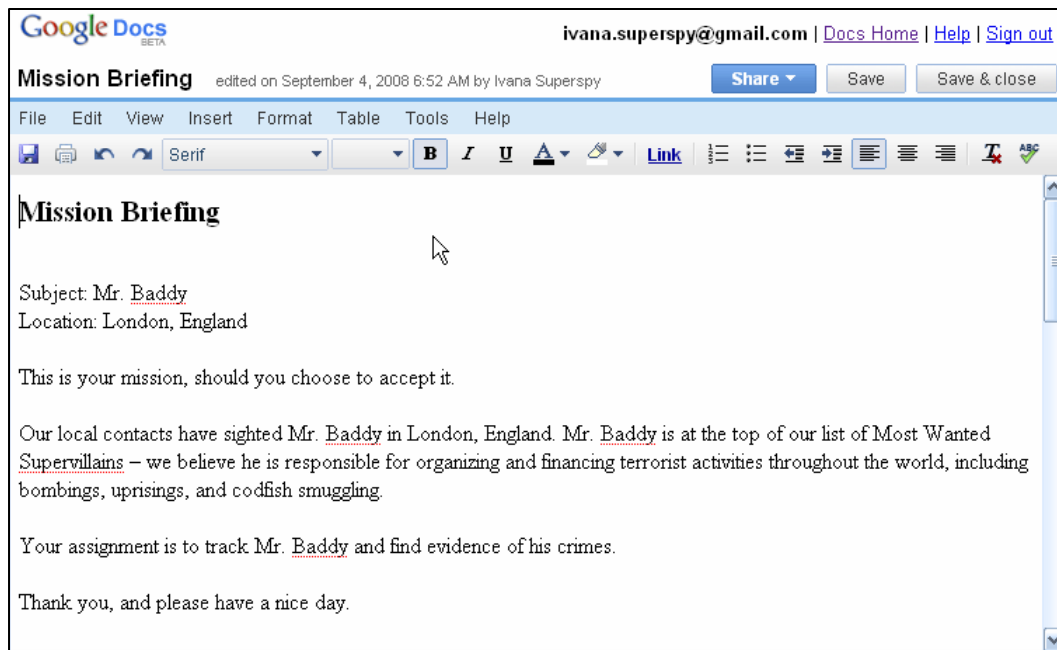 Google Docs
BETA
ivana.superspy@gmail.com | Docs Home | Help | Sign out
Mission Briefing edited on September 4, 2008 6:52 AM by Ivana Superspy Share Save Save & close
File Edit View Insert Format Table Tools Help
Serif B I U A Link T ABC
Mission Briefing
Subject: Mr. Baddy
Location: London, England
This is your mission, should you choose to accept it.
Our local contacts have sighted Mr. Baddy in London, England. Mr. Baddy is at the top of our list of Most Wanted
Supervillains – we believe he is responsible for organizing and financing terrorist activities throughout the world, including
bombings, uprisings, and codfish smuggling.
Your assignment is to track Mr. Baddy and find evidence of his crimes.
Thank you, and please have a nice day.